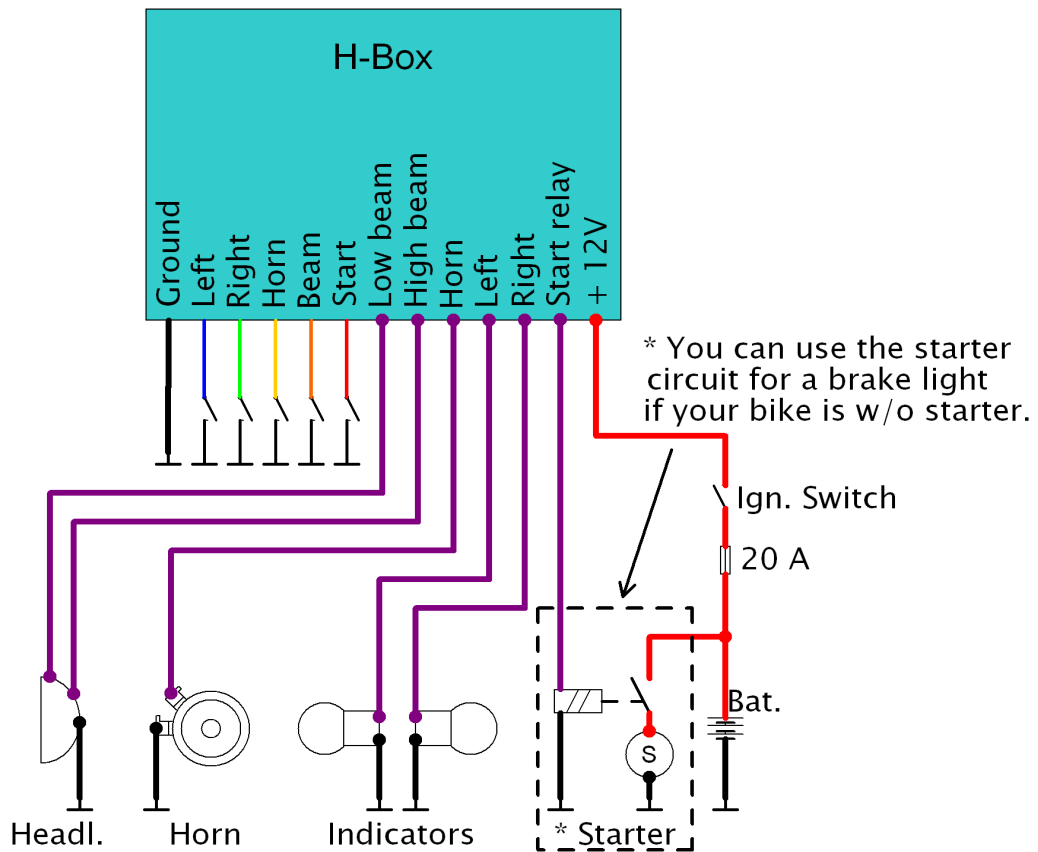 H-Box
Ground
Left
Right
Horn
Beam
Start
Low beam
High beam
Horn
Left
Right
Start relay
+ 12V
* You can use the starter
circuit for a brake light
if your bike is w/o starter.
Ign. Switch
20 A
Bat.
S
Headl.
Horn
Indicators
* Starter